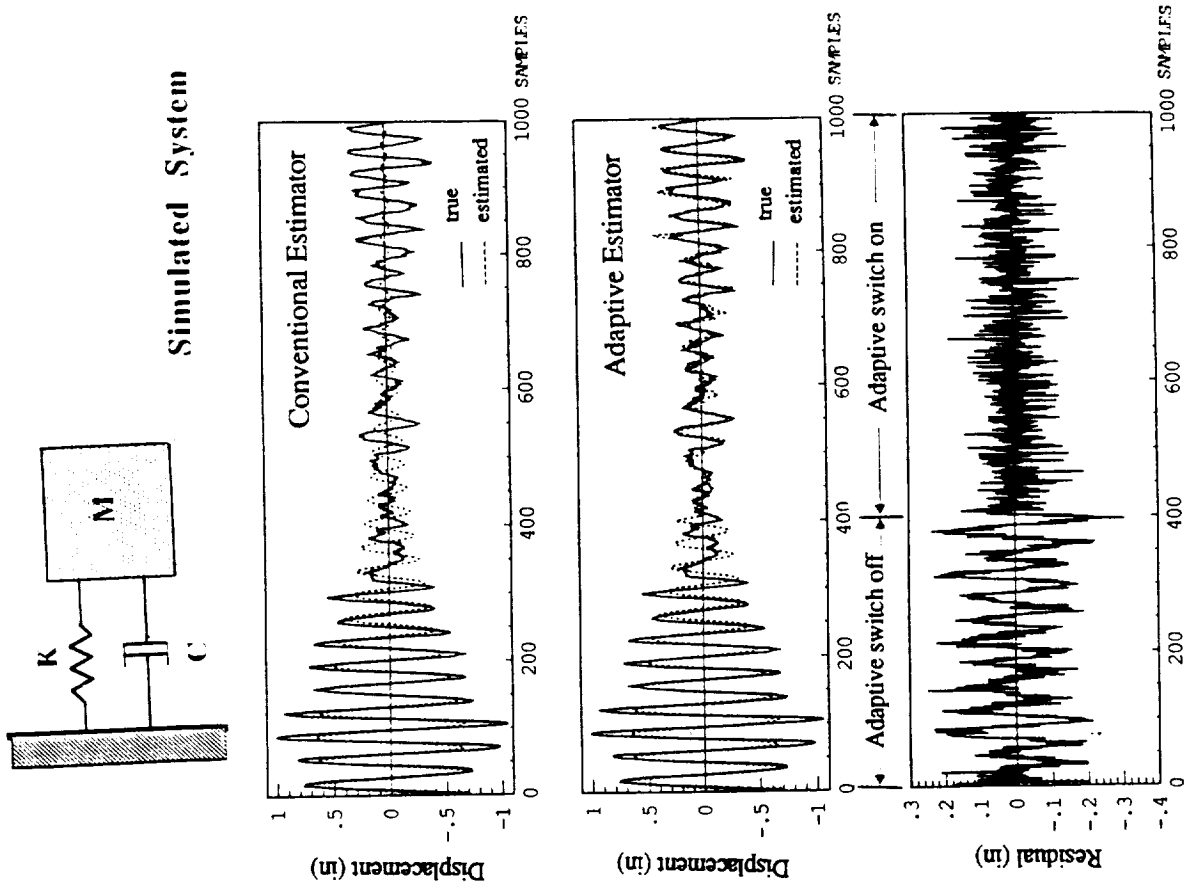 Simulated System
K
C
M
Conventional Estimator
true
estimated
1
.5
0
-.5
-1
Displacement (in)
0
200
400
600
800
1000
SAMPLES
Adaptive Estimator
true
estimated
1
.5
0
-.5
-1
Displacement (in)
0
200
400
600
800
1000
SAMPLES
Adaptive switch off
Adaptive switch on
.3
.2
.1
0
-.1
-.2
-.3
-.4
Residual (in)
0
200
400
600
800
1000
SAMPLES